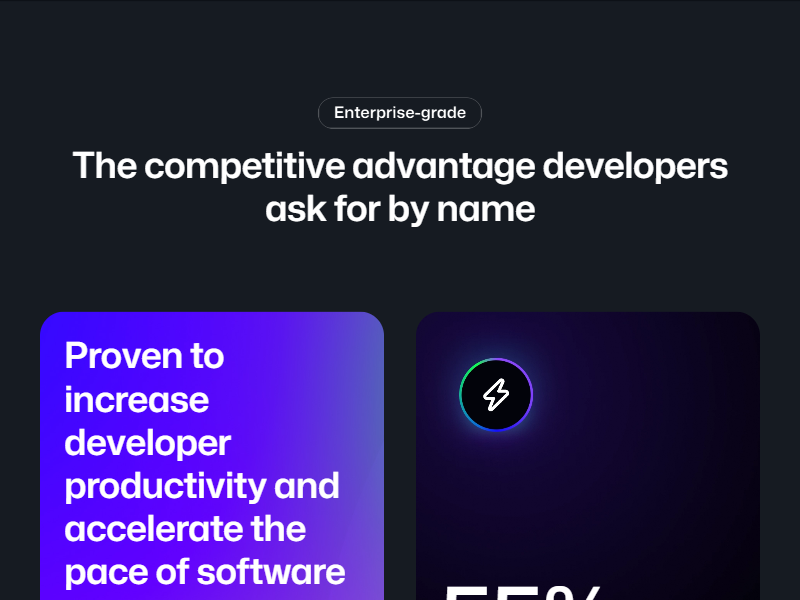 Enterprise-grade
The competitive advantage developers
ask for by name
Proven to
increase
developer
productivity and
accelerate the
pace of software
55%